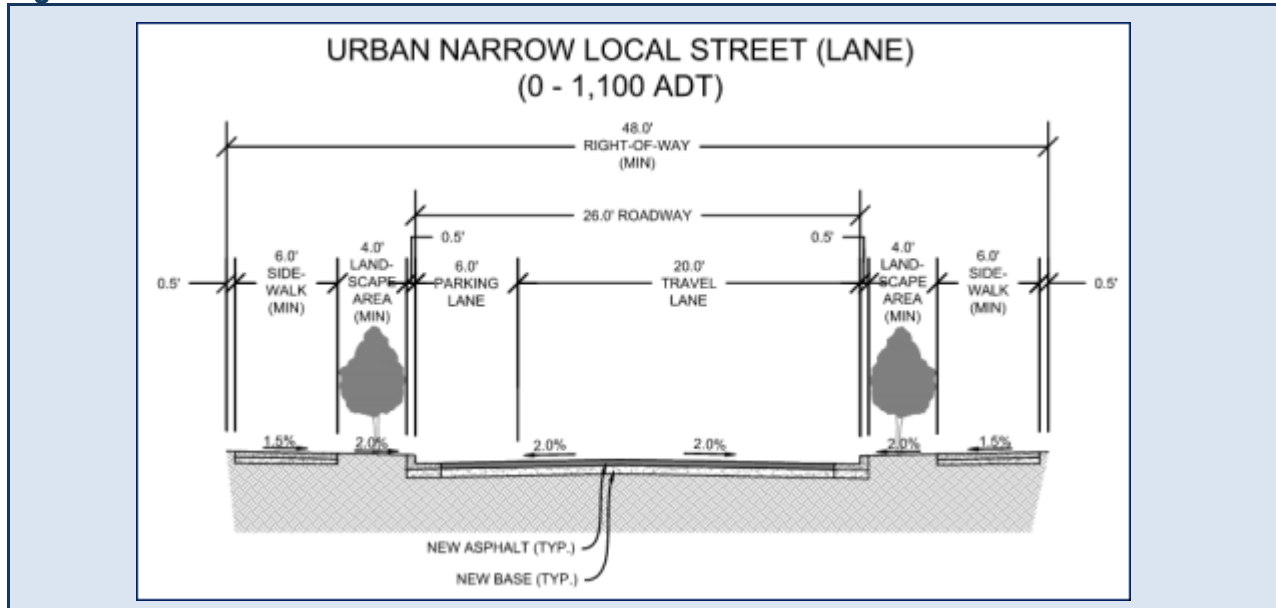 URBAN NARROW LOCAL STREET (LANE)
(0 - 1,100 ADT)
48.0'
RIGHT-OF-WAY
(MIN)
26.0' ROADWAY
0.5'
0.5'
0.5'
6.0'
SIDE-
WALK
(MIN)
4.0'
LAND-
SCAPE
AREA
(MIN)
6.0'
PARKING
LANE
20.0'
TRAVEL
LANE
4.0'
LAND-
SCAPE
AREA
(MIN)
6.0'
SIDE-
WALK
(MIN)
0.5'
1.5%
2.0%
2.0%
2.0%
2.0%
1.5%
NEW ASPHALT (TYP.)
NEW BASE (TYP.)